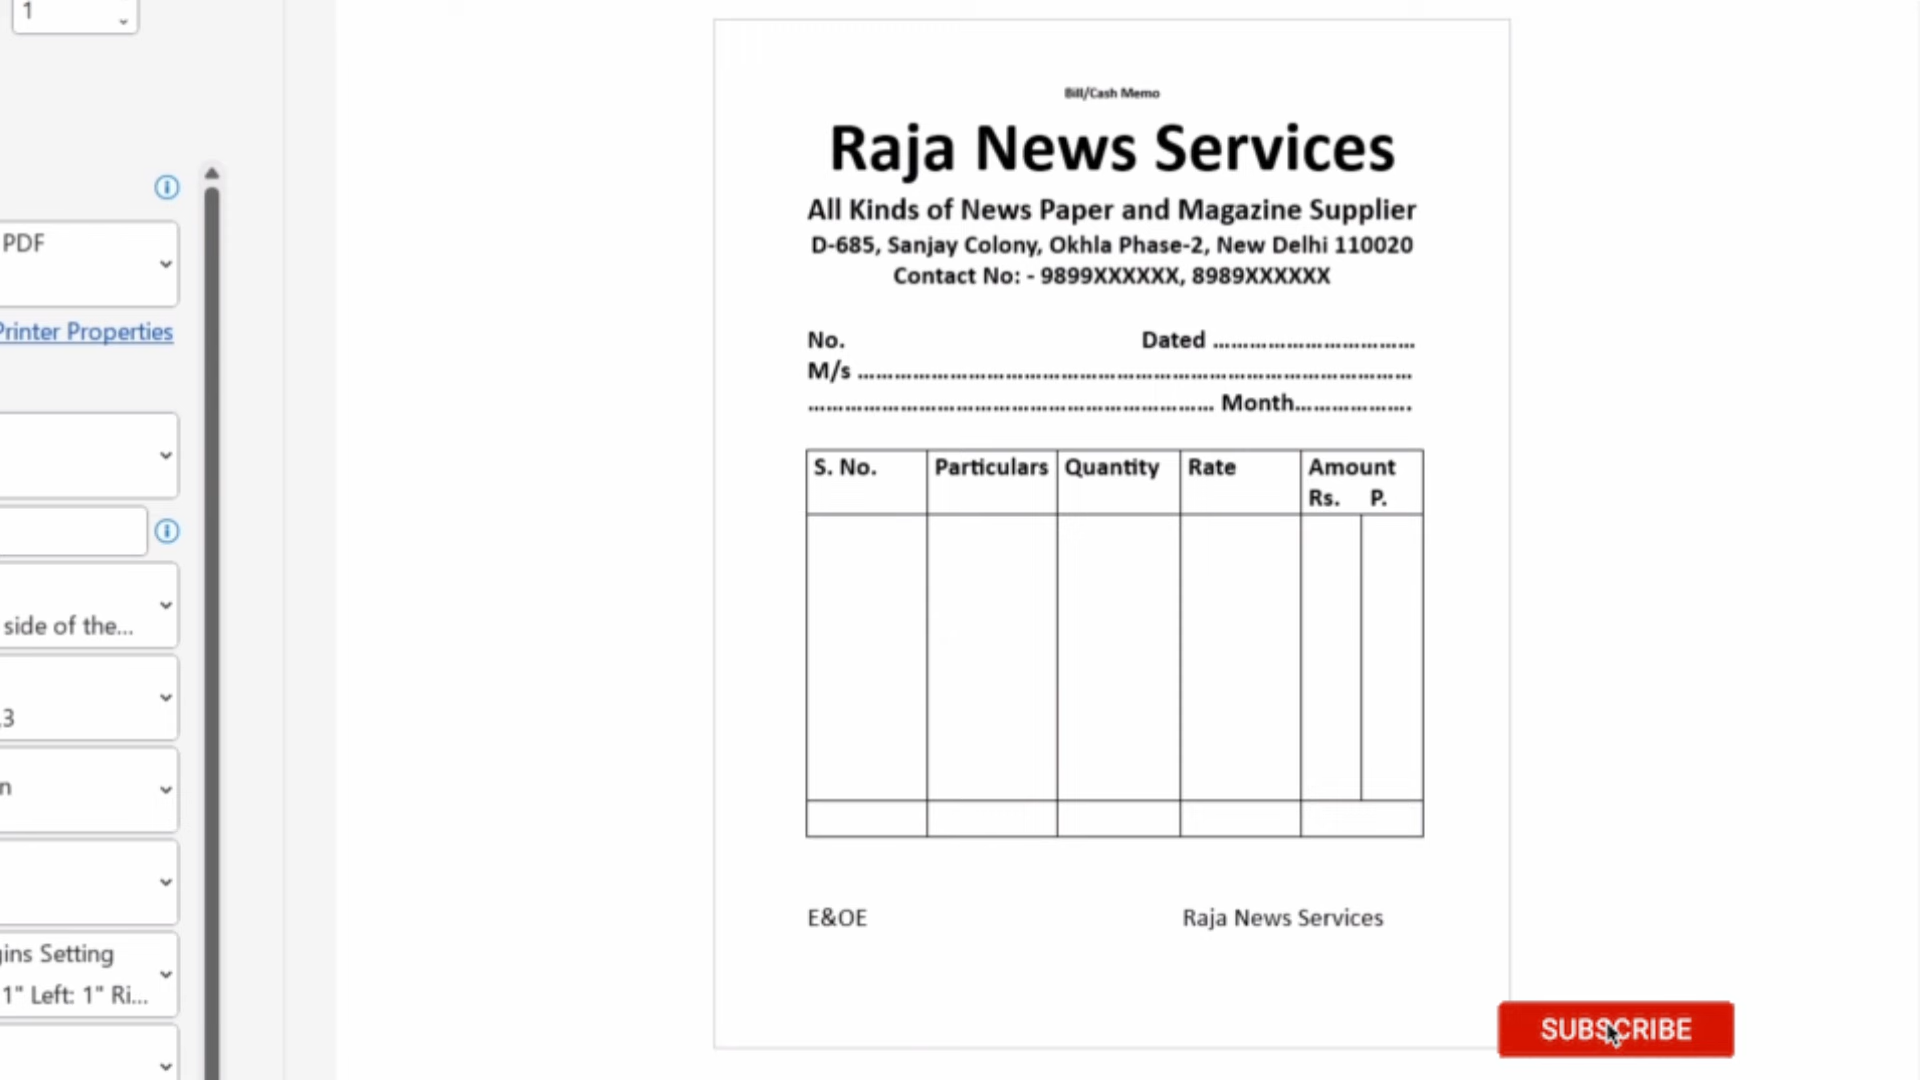 1
PDF
Printer Properties
side of the...
,3
n
gins Setting
1" Left: 1" Ri...
Bill/Cash Memo
Raja News Services
All Kinds of News Paper and Magazine Supplier
D-685, Sanjay Colony, Okhla Phase-2, New Delhi 110020
Contact No: - 9899XXXXXX, 8989XXXXXX
No. Dated ……………………………
M/s ………………………………………………………………………………
………………………………………………………… Month……………….
S. No. Particulars Quantity Rate Amount
Rs. P.
E&OE Raja News Services
SUBSCRIBE